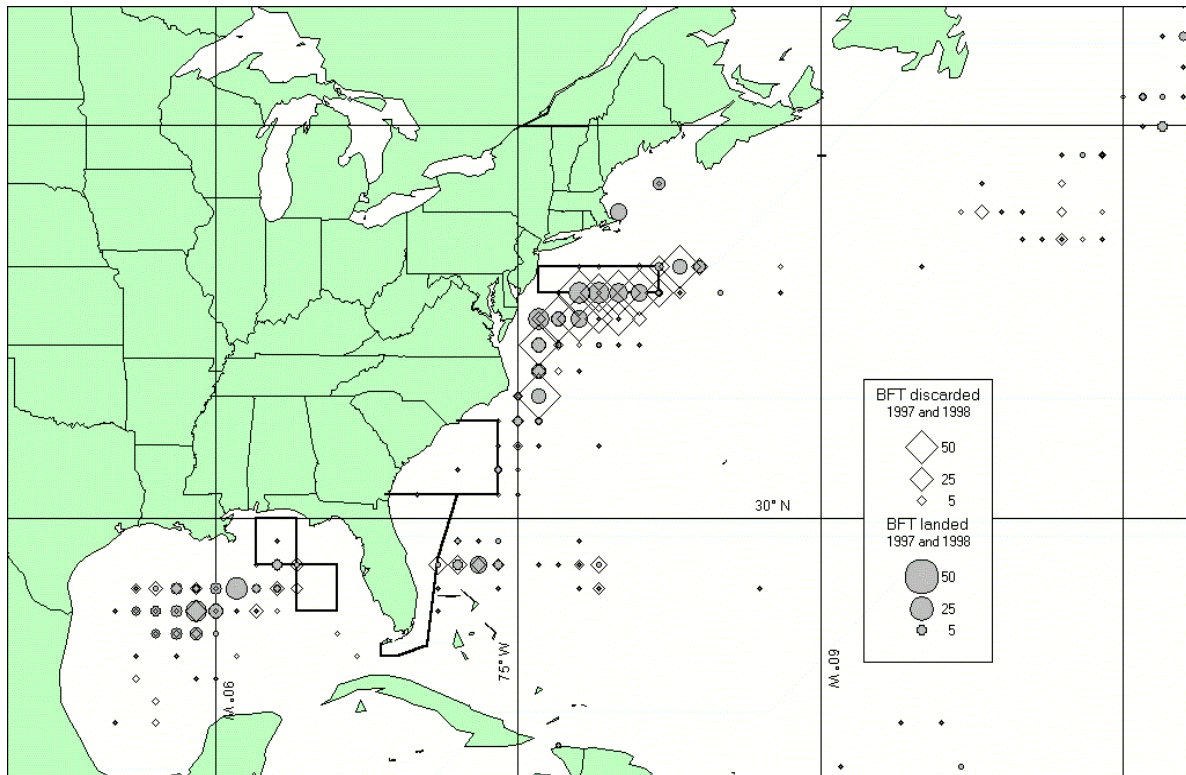 BFT discarded
1997 and 1998
50
25
5
BFT landed
1997 and 1998
50
25
5
30° N
75° W
60° W
90° W